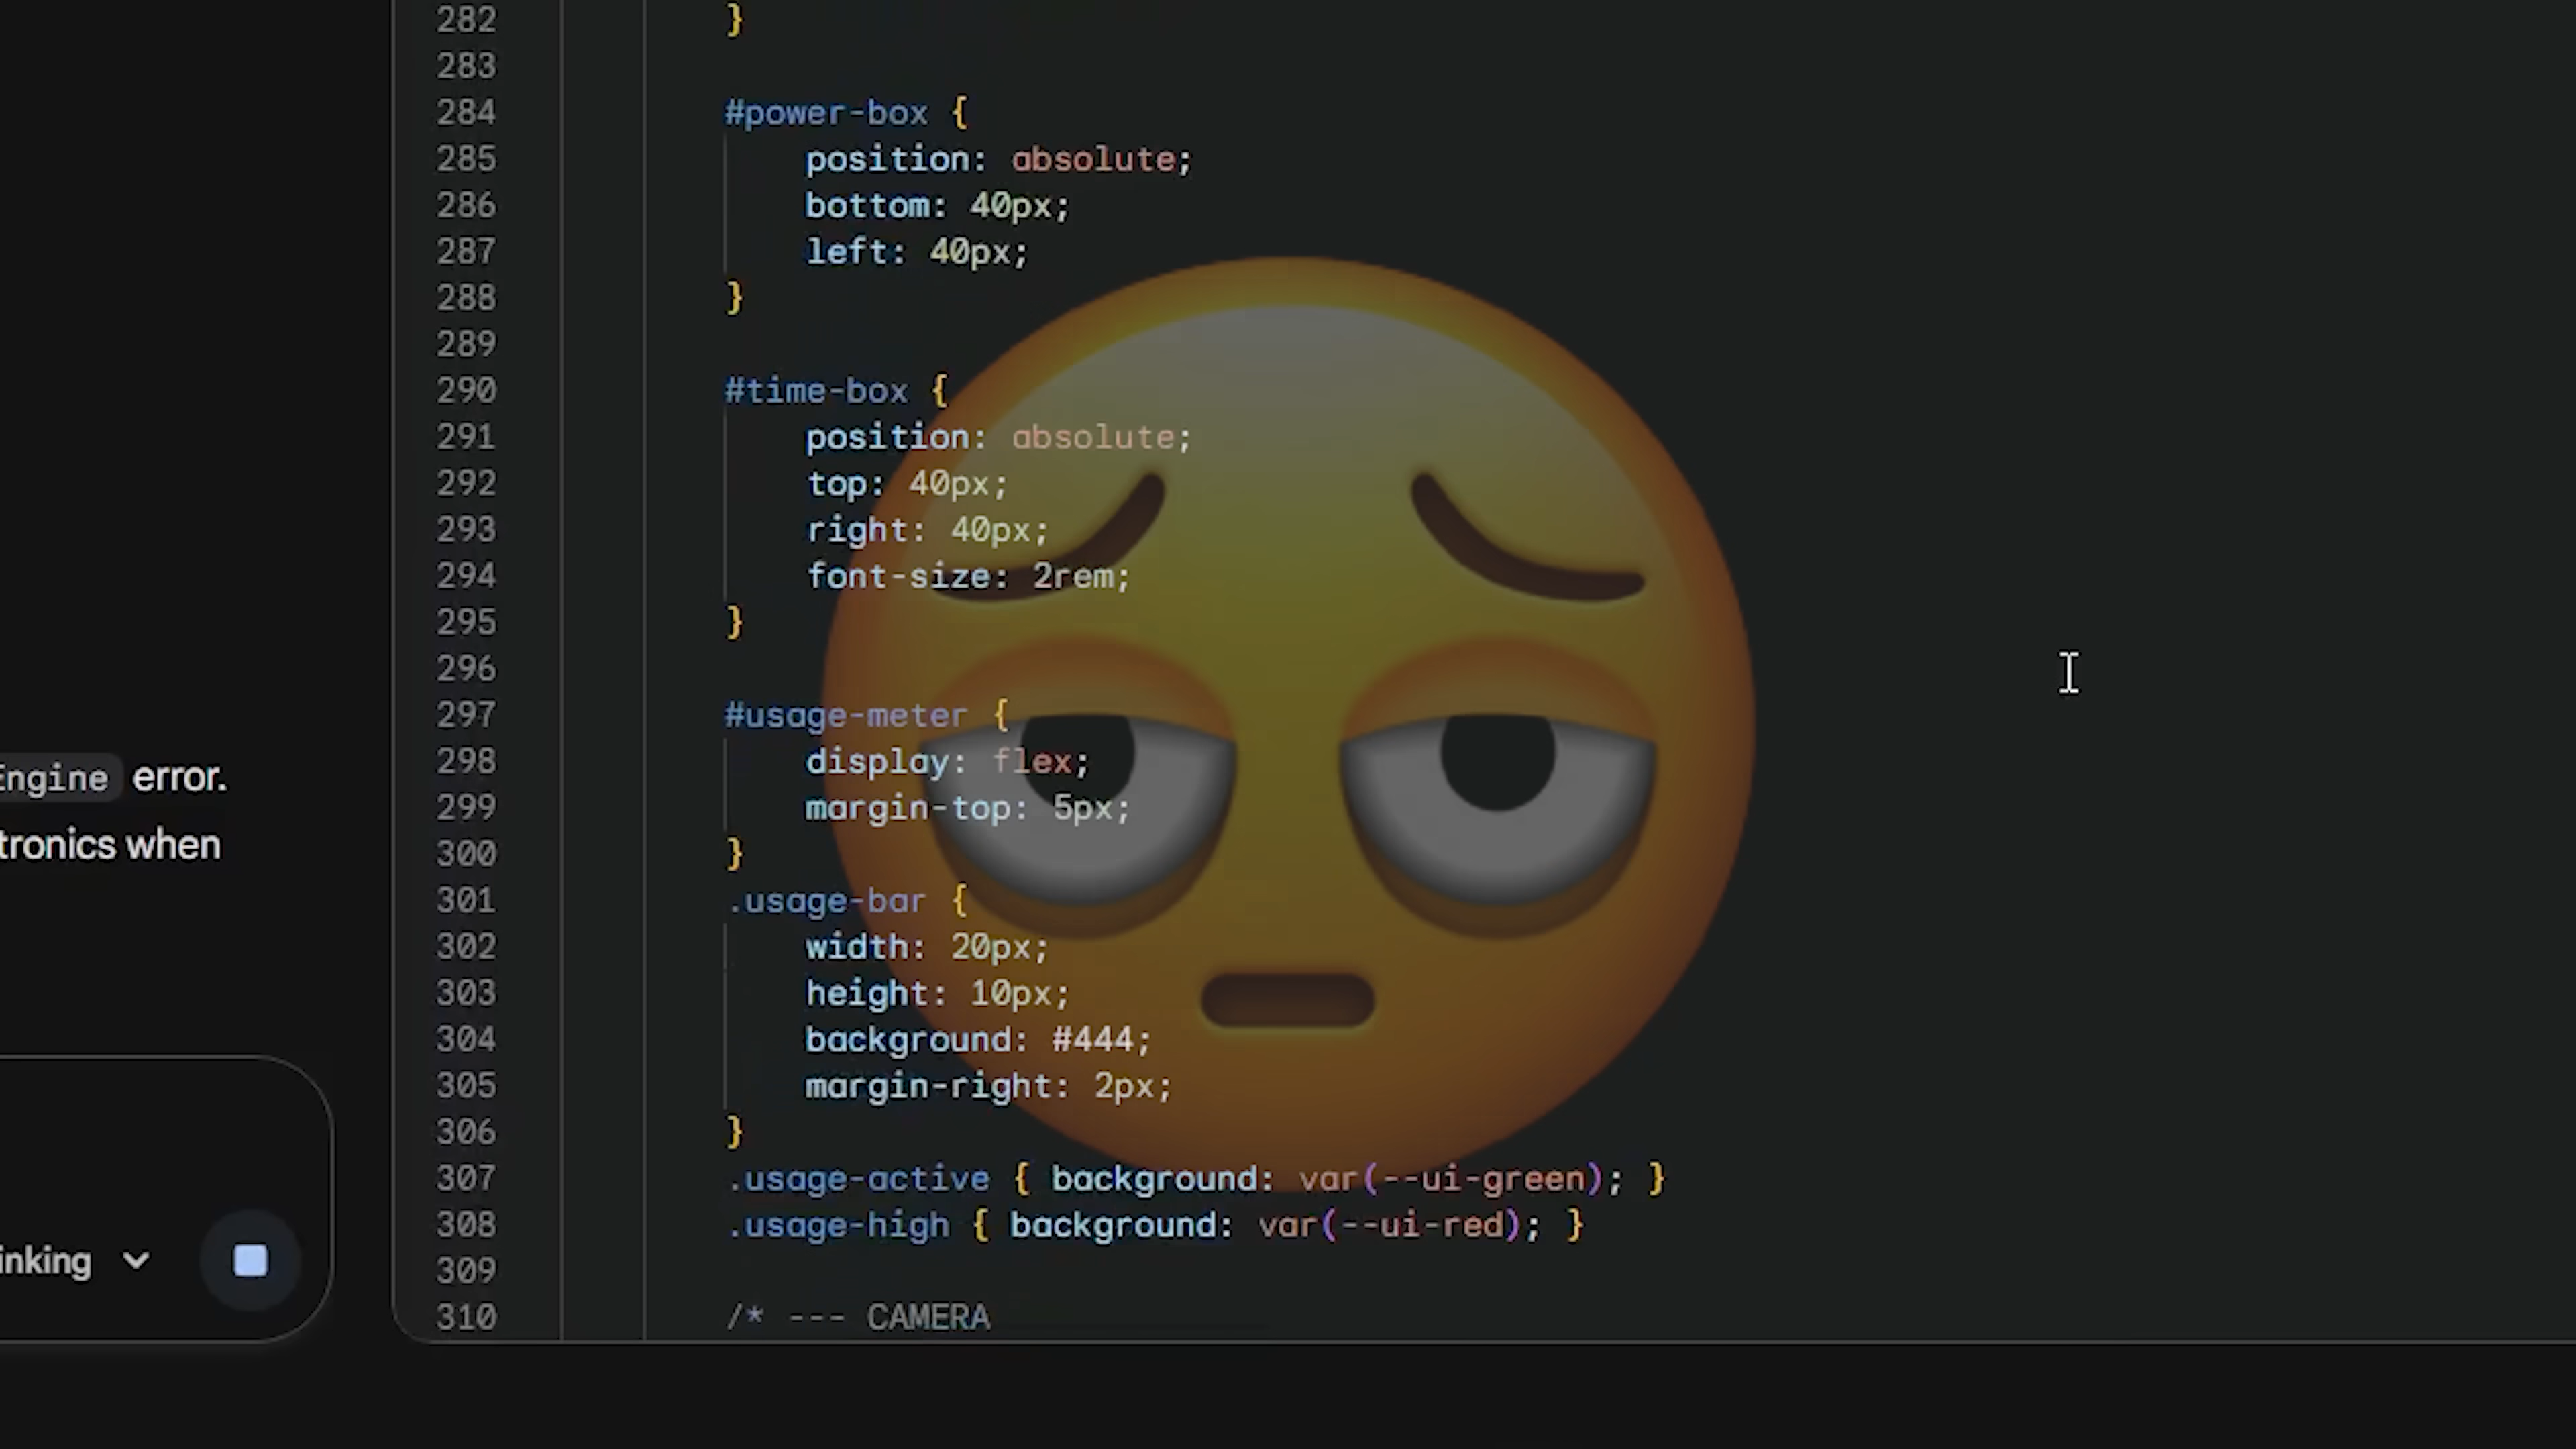 282 }
283
284 #power-box {
285 position: absolute;
286 bottom: 40px;
287 left: 40px;
288 }
289
290 #time-box {
291 position: absolute;
292 top: 40px;
293 right: 40px;
294 font-size: 2rem;
295 }
296
297 #usage-meter {
298 display: flex;
299 margin-top: 5px;
300 }
301 .usage-bar {
302 width: 20px;
303 height: 10px;
304 background: #444;
305 margin-right: 2px;
306 }
307 .usage-active { background: var(--ui-green); }
308 .usage-high { background: var(--ui-red); }
309
310 /* --- CAMERA
Engine error.
tronics when
inking